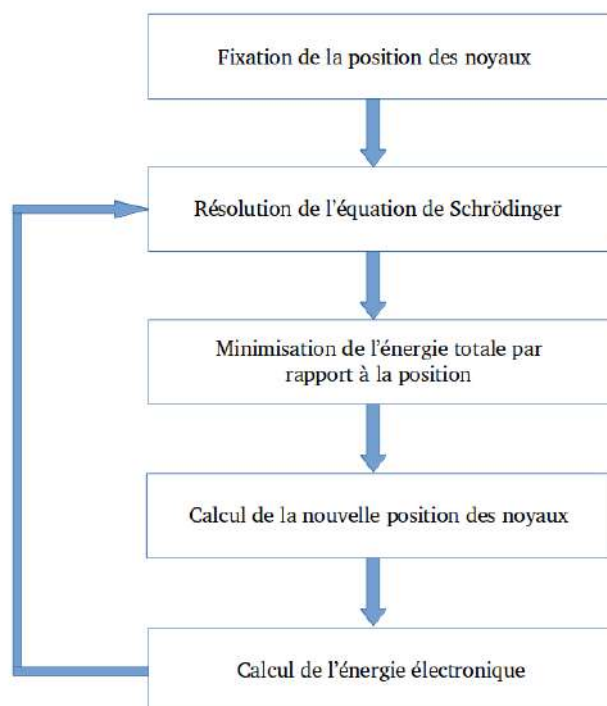 Fixation de la position des noyaux
Résolution de l'équation de Schrödinger
Minimisation de l'énergie totale par
rapport à la position
Calcul de la nouvelle position des noyaux
Calcul de l'énergie électronique